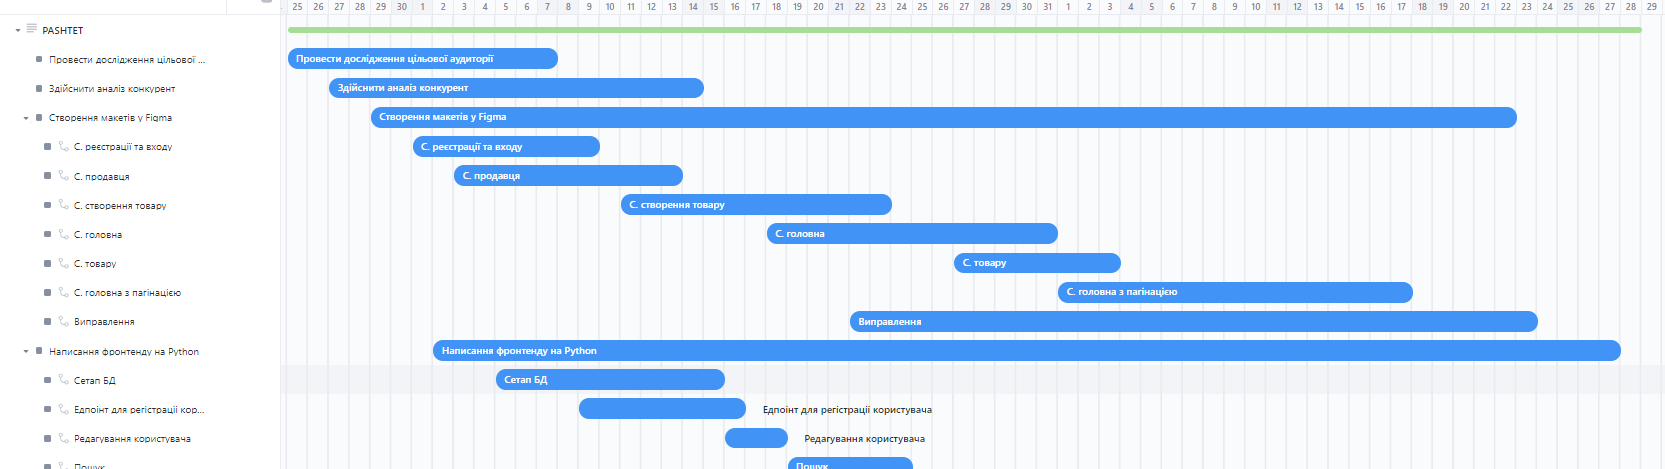 25 26 27 28 29 30 1 2 3 4 5 6 7 8 9 10 11 12 13 14 15 16 17 18 19 20 21 22 23 24 25 26 27 28 29 30 31 1 2 3 4 5 6 7 8 9 10 11 12 13 14 15 16 17 18 19 20 21 22 23 24 25 26 27 28 29
PASHTET
Провести дослідження цільової ... Провести дослідження цільової аудиторії
Здійснити аналіз конкурент Здійснити аналіз конкурент
Створення макетів у Figma Створення макетів у Figma
С. реєстрації та входу С. реєстрації та входу
С. продавця С. продавця
С. створення товару С. створення товару
С. головна С. головна
С. товару С. товару
С. головна з пагінацією С. головна з пагінацією
Виправлення Виправлення
Написання фронтенду на Python Написання фронтенду на Python
Сетап БД Сетап БД
Едпоінт для регістрації кор... Едпоінт для регістрації користувача
Редагування користувача Редагування користувача
Пошук Пошук